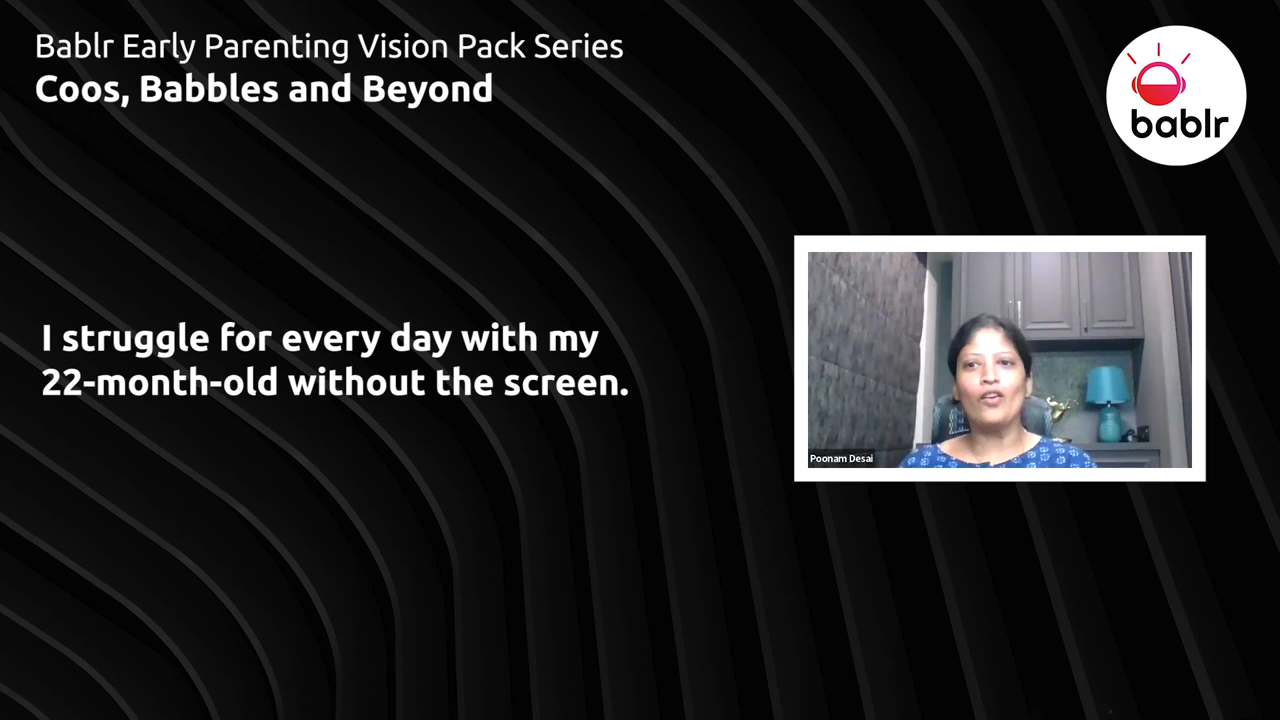 Bablr Early Parenting Vision Pack Series
Coos, Babbles and Beyond
bablr
I struggle for every day with my
22-month-old without the screen.
Poonam Desai